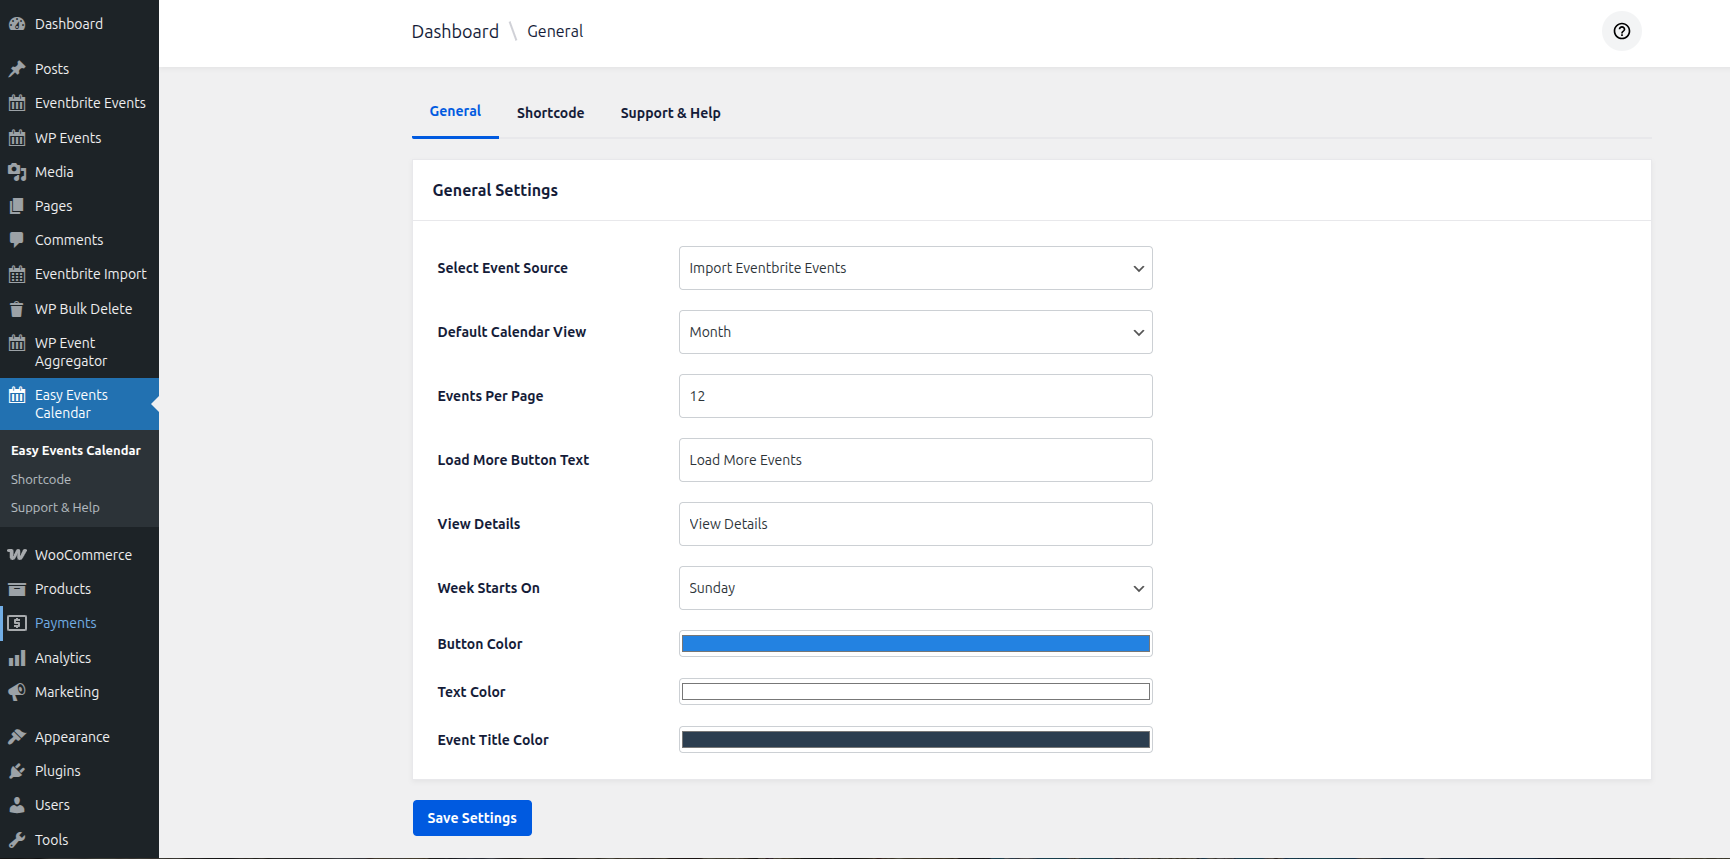 Dashboard
Posts
Eventbrite Events
WP Events
Media
Pages
Comments
Eventbrite Import
WP Bulk Delete
WP Event
Aggregator
Easy Events
Calendar
Easy Events Calendar
Shortcode
Support & Help
WooCommerce
Products
Payments
Analytics
Marketing
Appearance
Plugins
Users
Tools
Dashboard \ General
General Shortcode Support & Help
General Settings
Select Event Source Import Eventbrite Events
Default Calendar View Month
Events Per Page 12
Load More Button Text Load More Events
View Details View Details
Week Starts On Sunday
Button Color
Text Color
Event Title Color
Save Settings